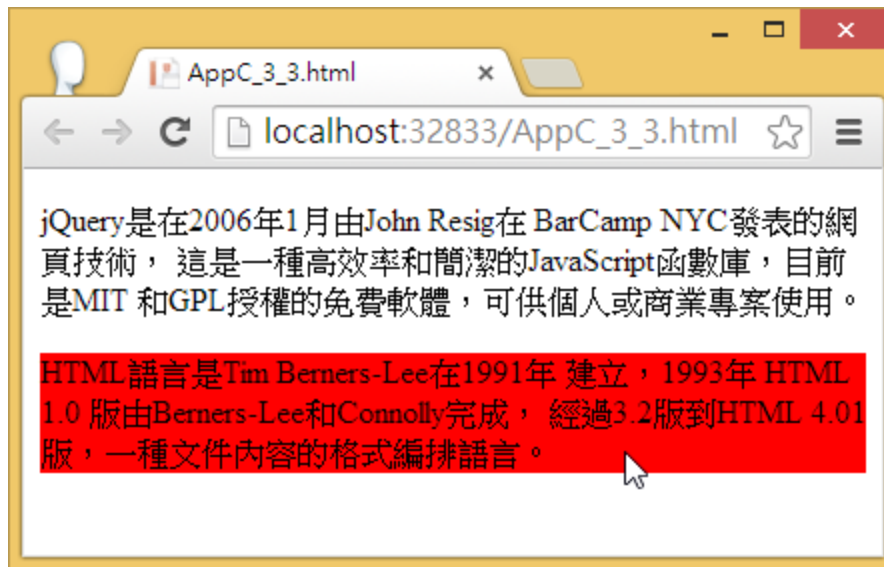 AppC_3_3.html
localhost:32833/AppC_3_3.html
jQuery是在2006年1月由John Resig在 BarCamp NYC發表的網
頁技術， 這是一種高效率和簡潔的JavaScript函數庫，目前
是MIT 和GPL授權的免費軟體，可供個人或商業專案使用。
HTML語言是Tim Berners-Lee在1991年 建立，1993年 HTML
1.0 版由Berners-Lee和Connolly完成， 經過3.2版到HTML 4.01
版，一種文件內容的格式編排語言。